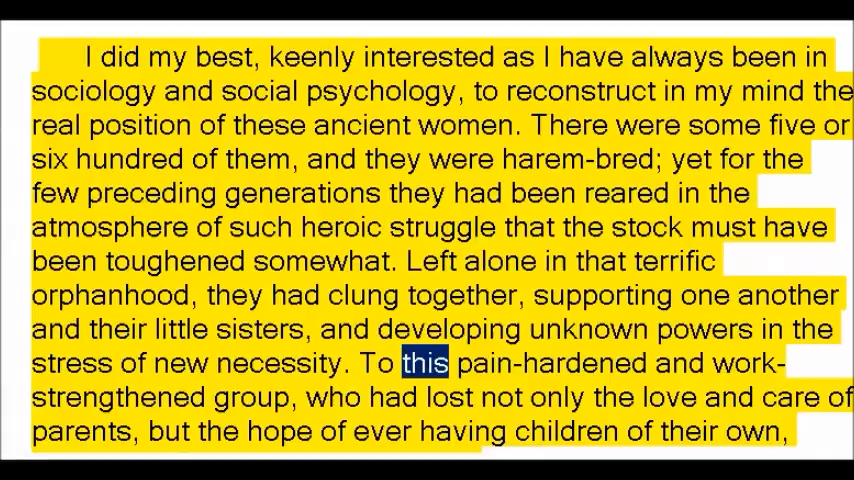 I did my best, keenly interested as I have always been in
sociology and social psychology, to reconstruct in my mind the
real position of these ancient women. There were some five or
six hundred of them, and they were harem-bred; yet for the
few preceding generations they had been reared in the
atmosphere of such heroic struggle that the stock must have
been toughened somewhat. Left alone in that terrific
orphanhood, they had clung together, supporting one another
and their little sisters, and developing unknown powers in the
stress of new necessity. To this pain-hardened and work-
strengthened group, who had lost not only the love and care of
parents, but the hope of ever having children of their own,